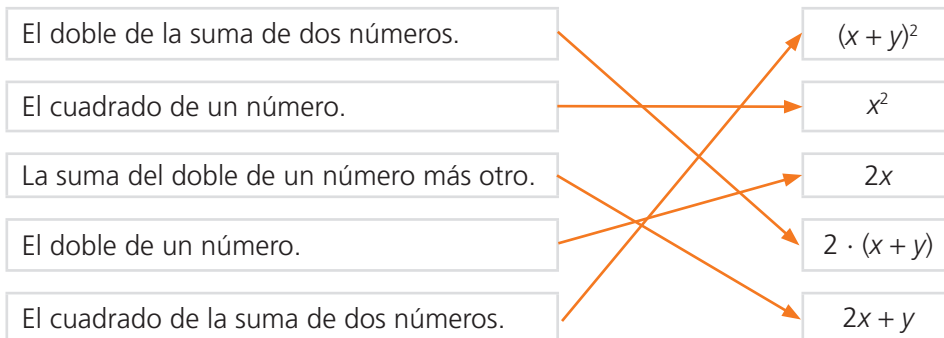 El doble de la suma de dos números.
(x + y)²
El cuadrado de un número.
x²
La suma del doble de un número más otro.
2x
El doble de un número.
2 · (x + y)
El cuadrado de la suma de dos números.
2x + y